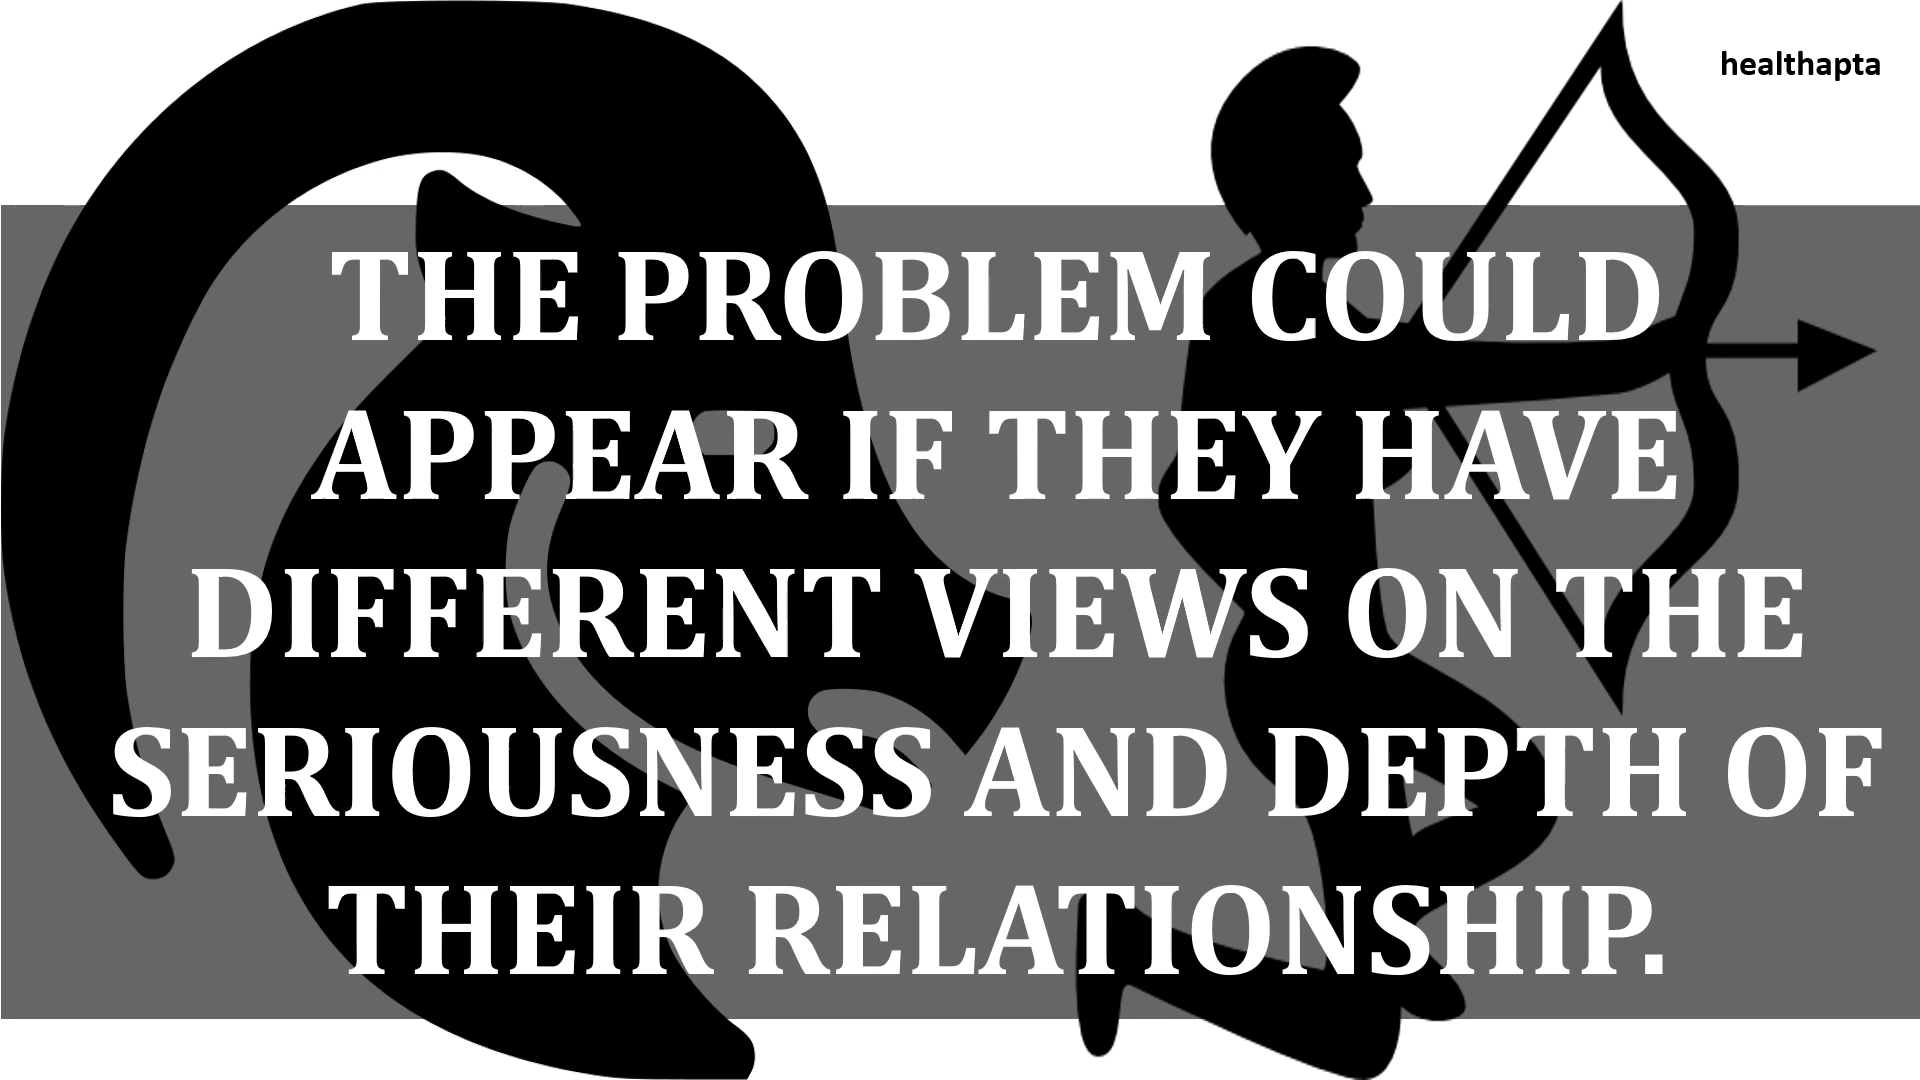 healthapta
THE PROBLEM COULD
APPEAR IF THEY HAVE
DIFFERENT VIEWS ON THE
SERIOUSNESS AND DEPTH OF
THEIR RELATIONSHIP.